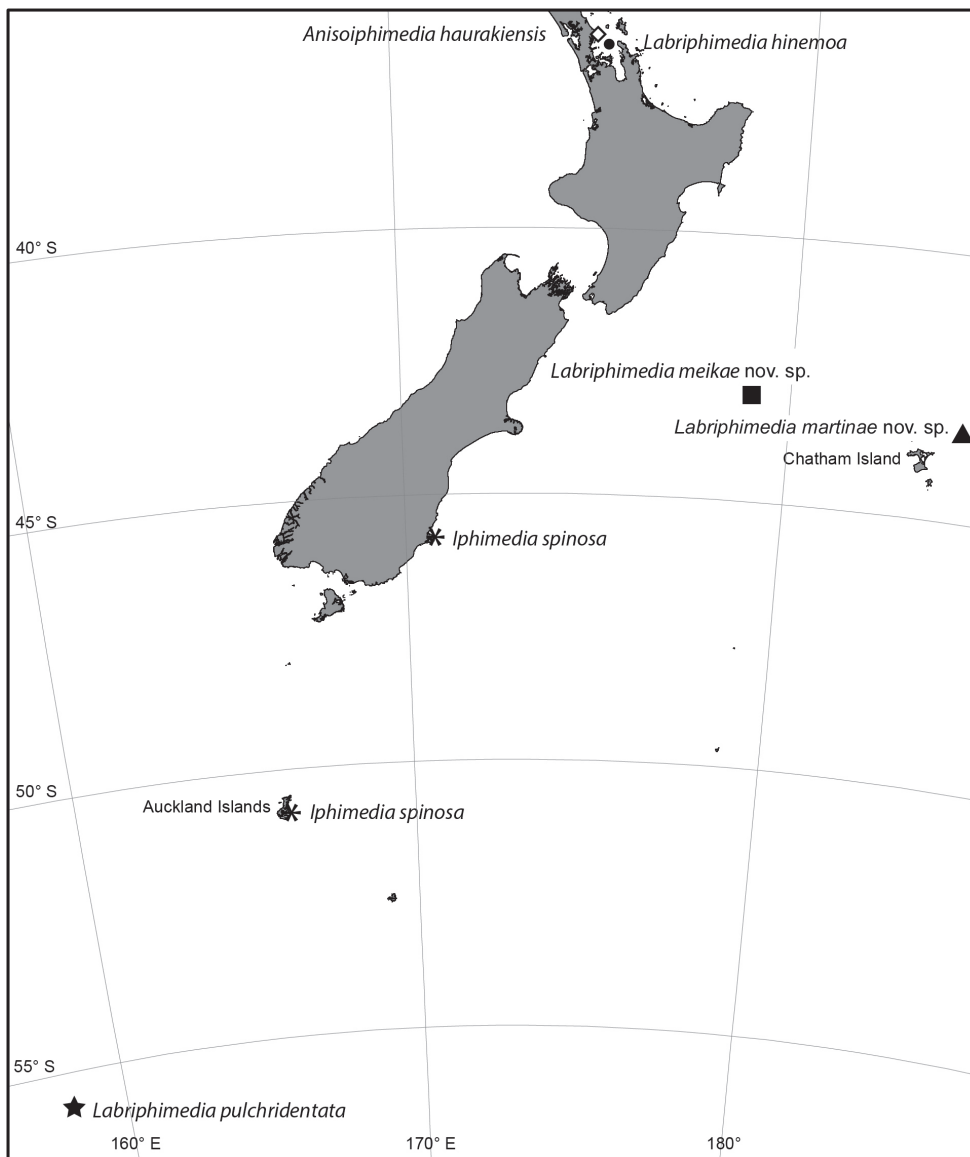 Anisoiphimedia haurakiensis
Labriphimedia hinemoa
40° S
Labriphimedia meikae nov. sp.
Labriphimedia martinae nov. sp.
Chatham Island
45° S
Iphimedia spinosa
50° S
Auckland Islands
Iphimedia spinosa
55° S
Labriphimedia pulchridentata
160° E
170° E
180°